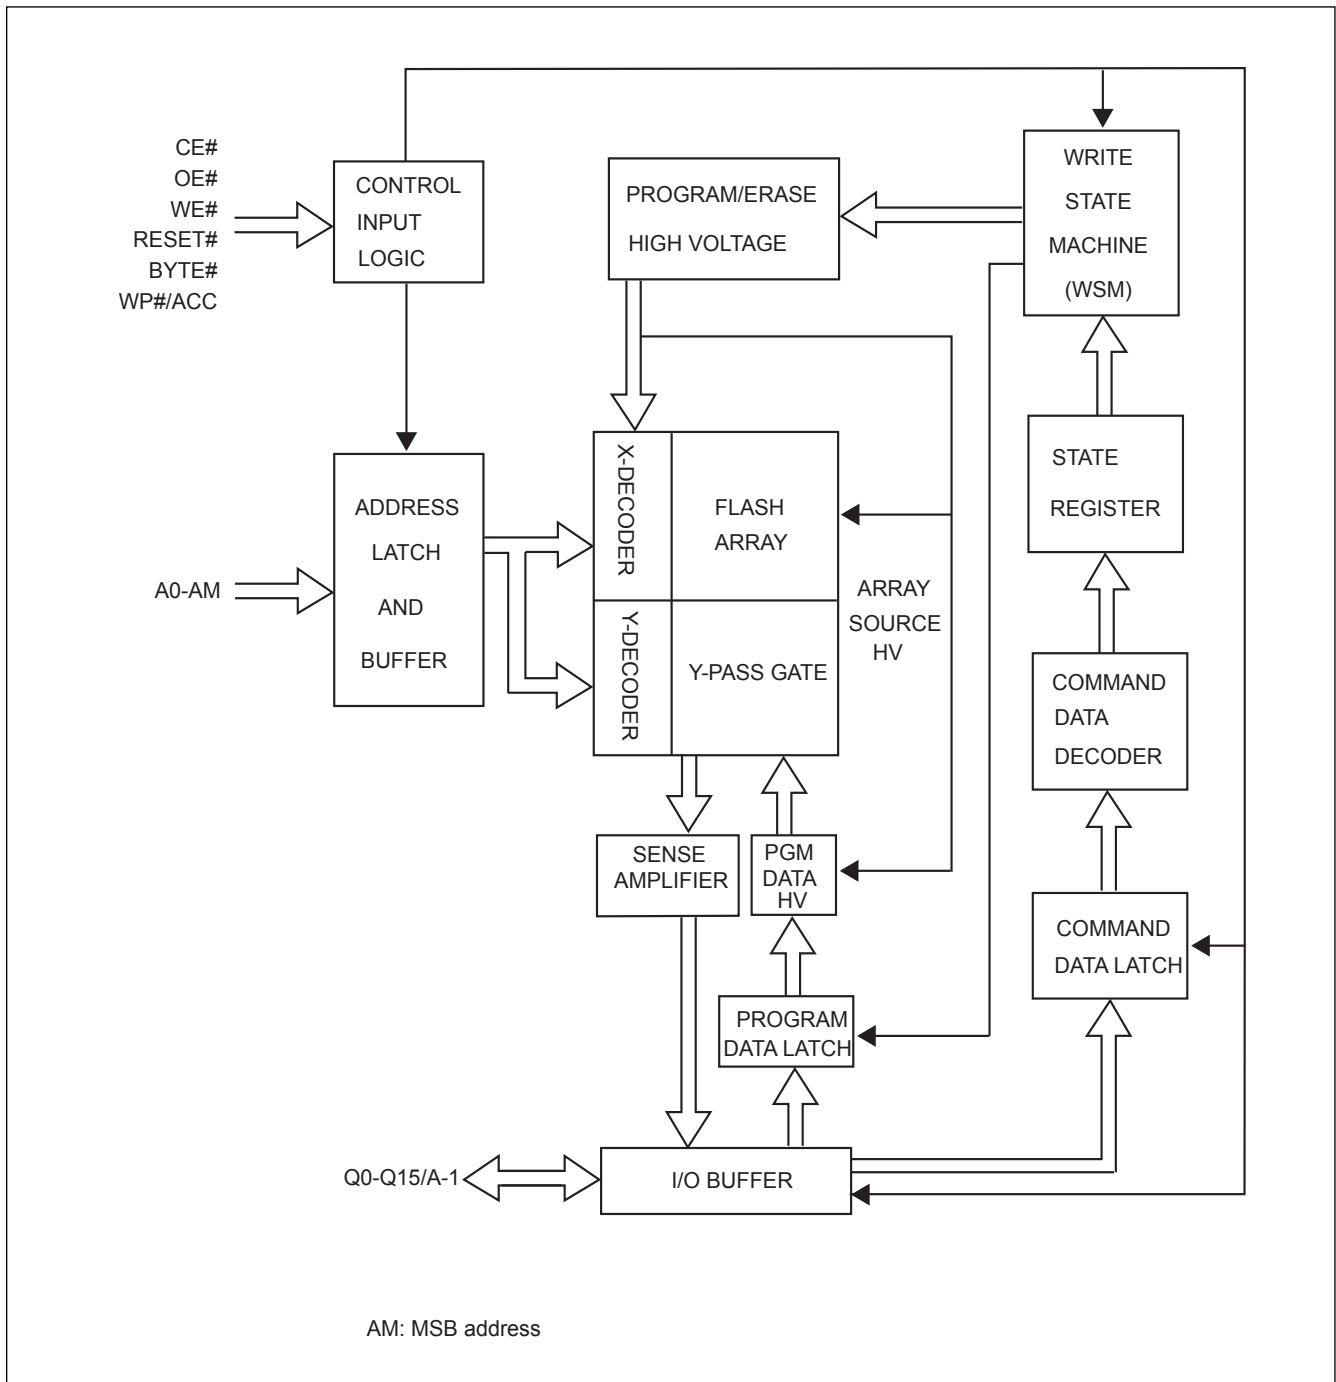 CE#
OE#
WE#
RESET#
BYTE#
WP#/ACC
CONTROL
INPUT
LOGIC
PROGRAM/ERASE
HIGH VOLTAGE
WRITE
STATE
MACHINE
(WSM)
STATE
REGISTER
A0-AM
ADDRESS
LATCH
AND
BUFFER
X-DECODER
FLASH
ARRAY
ARRAY
SOURCE
HV
Y-DECODER
Y-PASS GATE
COMMAND
DATA
DECODER
SENSE
AMPLIFIER
PGM
DATA
HV
COMMAND
DATA LATCH
PROGRAM
DATA LATCH
Q0-Q15/A-1
I/O BUFFER
AM: MSB address